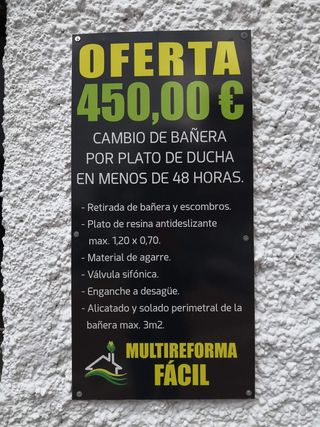 OFERTA
450,00 €
CAMBIO DE BAÑERA
POR PLATO DE DUCHA
EN MENOS DE 48 HORAS.
- Retirada de bañera y escombros.
- Plato de resina antideslizante
max. 1,20 x 0,70.
- Material de agarre.
- Válvula sifónica.
- Enganche a desagüe.
- Alicatado y solado perimetral de la
bañera max. 3m2.
MULTIREFORMA
FÁCIL